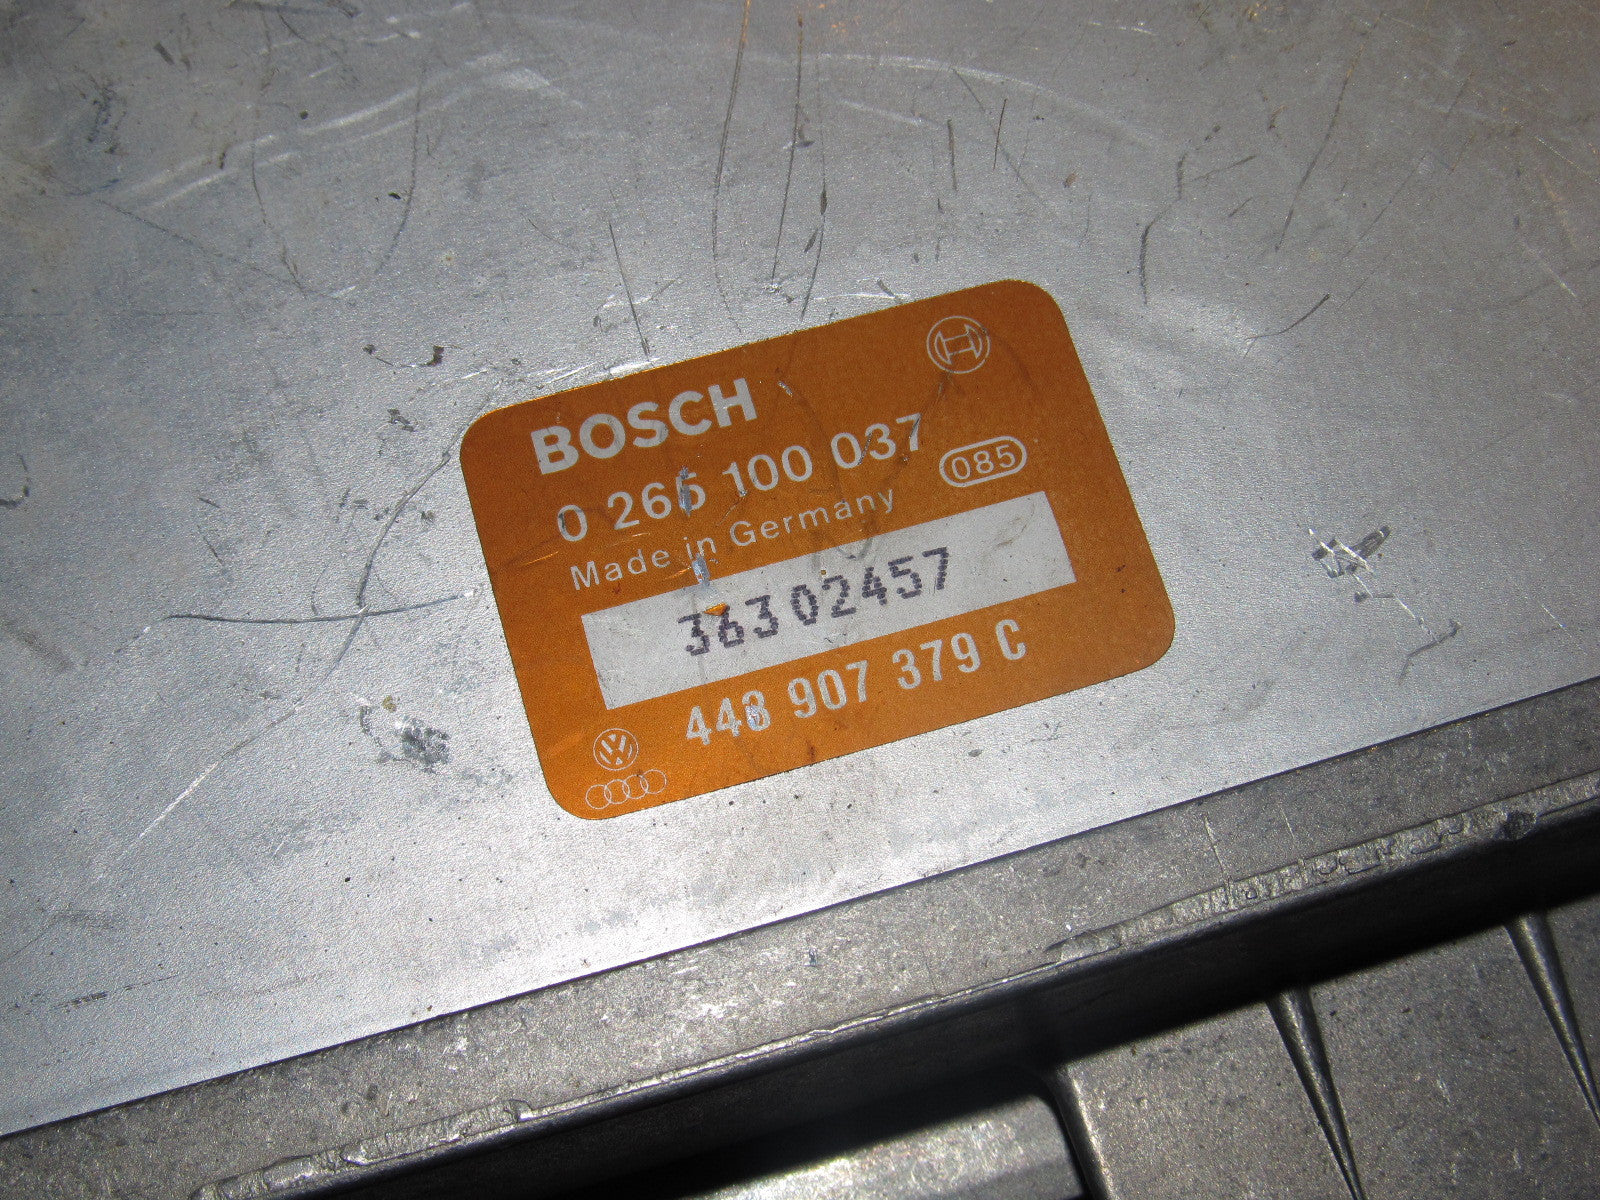 BOSCH
0 265 100 037
085
Made in Germany
36302457
443 907 379 C